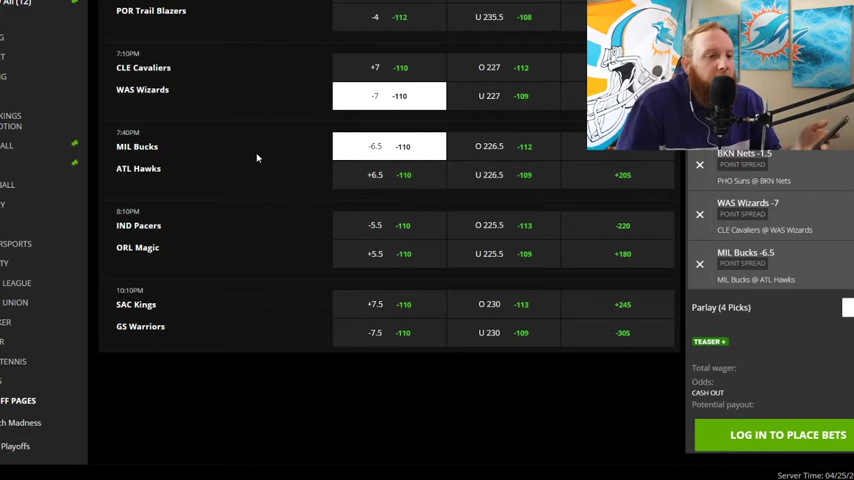 All (12)
POR Trail Blazers
-4 -112 U 235.5 -108
7:10PM
CLE Cavaliers +7 -110 O 227 -112
WAS Wizards -7 -110 U 227 -109
7:40PM
MIL Bucks -6.5 -110 O 226.5 -112
ATL Hawks +6.5 -110 U 226.5 -109 +205
8:10PM
IND Pacers -5.5 -110 O 225.5 -113 -220
ORL Magic +5.5 -110 U 225.5 -109 +180
10:10PM
SAC Kings +7.5 -110 O 230 -113 +245
GS Warriors -7.5 -110 U 230 -109 -305
BKN Nets -1.5
POINT SPREAD
PHO Suns @ BKN Nets
WAS Wizards -7
POINT SPREAD
CLE Cavaliers @ WAS Wizards
MIL Bucks -6.5
POINT SPREAD
MIL Bucks @ ATL Hawks
Parlay (4 Picks)
TEASER +
Total wager:
Odds:
CASH OUT
Potential payout:
LOG IN TO PLACE BETS
Server Time: 04/25/2
LEAGUE
UNION
TENNIS
FF PAGES
ch Madness
Playoffs